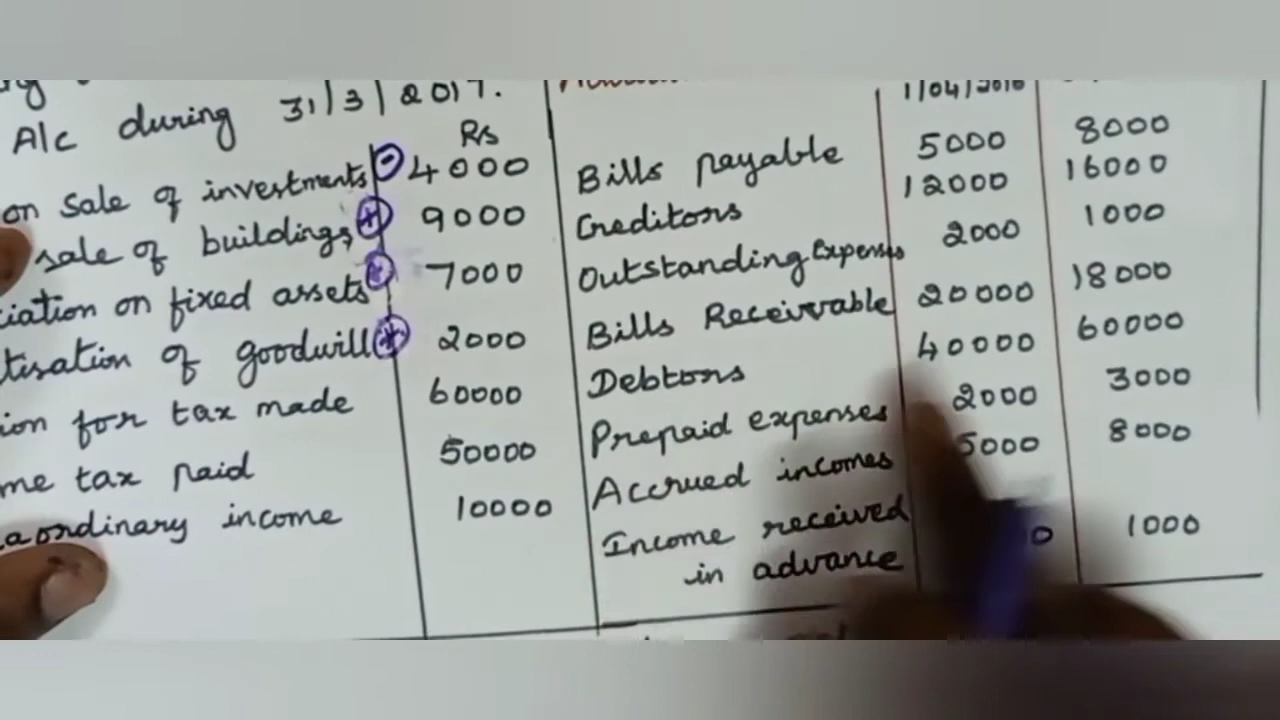 A/c during 31/3/2017.
Rs
on sale of investments - 4000
sale of buildings, + 9000
ciation on fixed assets + 7000
tisation of goodwill + 2000
ion for tax made 60000
me tax paid 50000
aordinary income 10000
1/04/2016
Bills payable 5000 8000
Creditors 12000 16000
Outstanding Expenses 2000 1000
Bills Receivable 20000 18000
Debtors 40000 60000
Prepaid expenses 2000 3000
Accrued incomes 5000 8000
Income received
in advance 0 1000